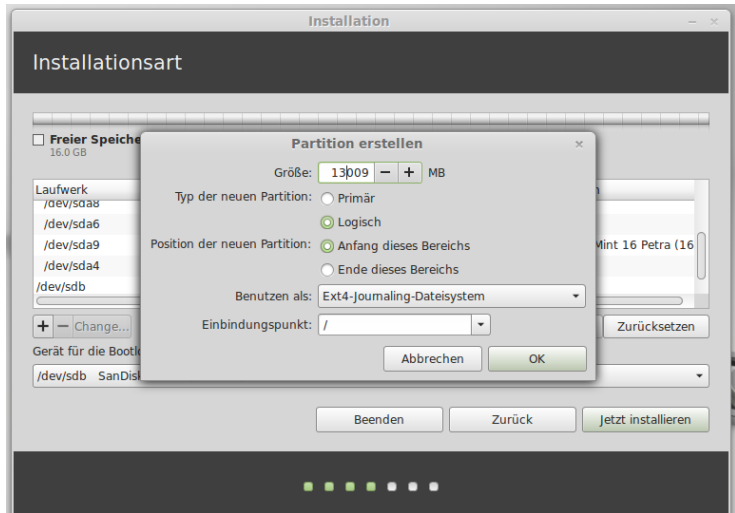 Installation
Installationsart
Freier Speiche
16.0 GB
Partition erstellen
Größe: 13009 MB
Typ der neuen Partition: Primär
Logisch
Position der neuen Partition: Anfang dieses Bereichs
Ende dieses Bereichs
Benutzen als: Ext4-Journaling-Dateisystem
Einbindungspunkt: /
Abbrechen OK
Laufwerk
/dev/sda8
/dev/sda6
/dev/sda9 Mint 16 Petra (16
/dev/sda4
/dev/sdb
+ − Change... Zurücksetzen
Gerät für die Bootl
/dev/sdb SanDis
Beenden Zurück Jetzt installieren